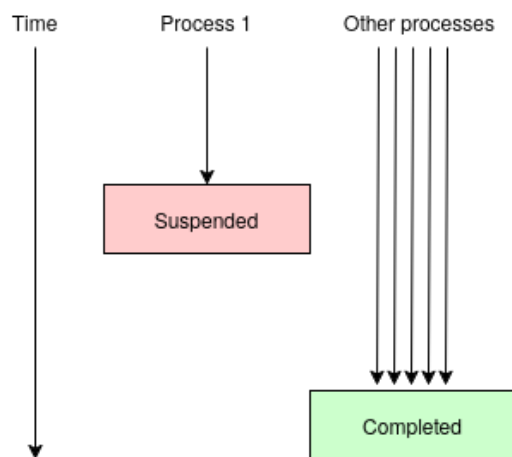 Time
Process 1
Other processes
Suspended
Completed